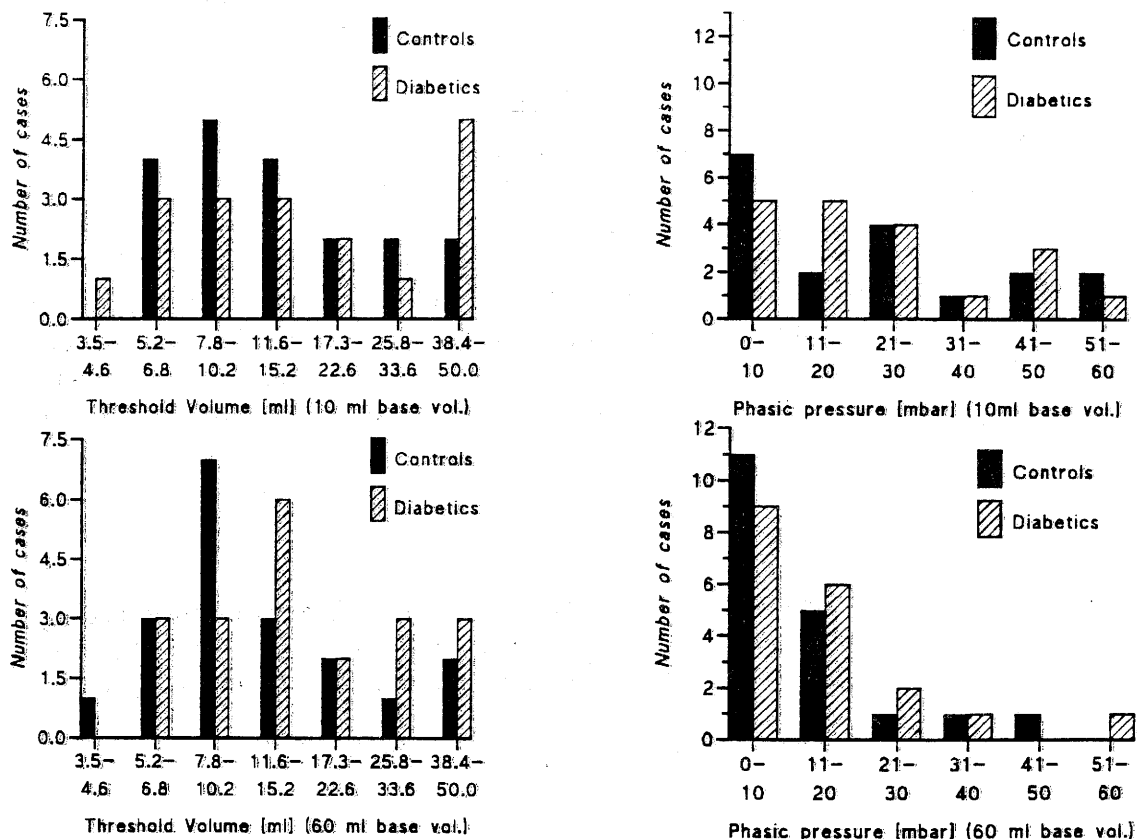 7.5
6.0
4.5
3.0
1.5
0.0
Number of cases
Controls
Diabetics
3.5– 5.2– 7.8– 11.6– 17.3– 25.8– 38.4–
4.6 6.8 10.2 15.2 22.6 33.6 50.0
Threshold Volume [ml] (10 ml base vol.)
12
10
8
6
4
2
0
Number of cases
Controls
Diabetics
0– 11– 21– 31– 41– 51–
10 20 30 40 50 60
Phasic pressure [mbar] (10ml base vol.)
7.5
6.0
4.5
3.0
1.5
0.0
Number of cases
Controls
Diabetics
3.5– 5.2– 7.8– 11.6– 17.3– 25.8– 38.4–
4.6 6.8 10.2 15.2 22.6 33.6 50.0
Threshold Volume [ml] (60 ml base vol.)
12
10
8
6
4
2
0
Number of cases
Controls
Diabetics
0– 11– 21– 31– 41– 51–
10 20 30 40 50 60
Phasic pressure [mbar] (60 ml base vol.)